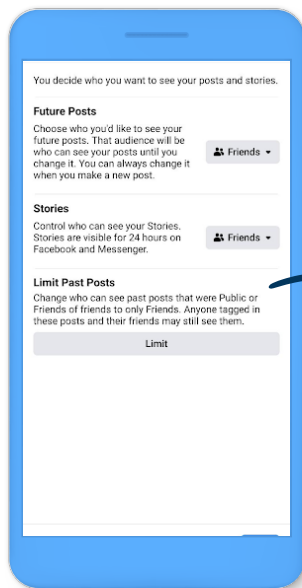 You decide who you want to see your posts and stories.
Future Posts
Choose who you'd like to see your
future posts. That audience will be
who can see your posts until you
change it. You can always change it
when you make a new post.
Friends
Stories
Control who can see your Stories.
Stories are visible for 24 hours on
Facebook and Messenger.
Friends
Limit Past Posts
Change who can see past posts that were Public or
Friends of friends to only Friends. Anyone tagged in
these posts and their friends may still see them.
Limit